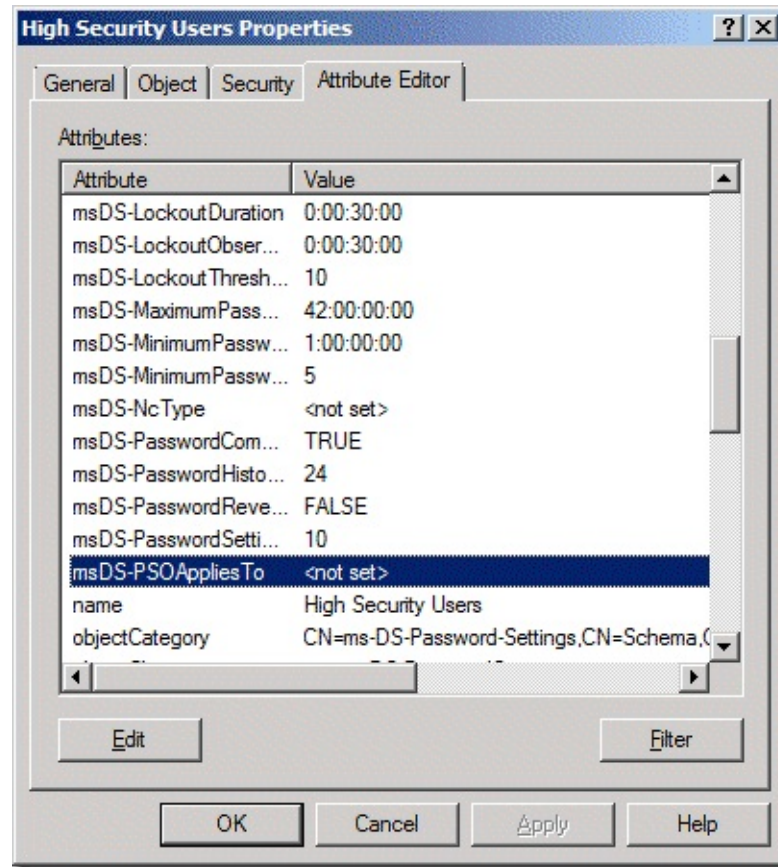 High Security Users Properties
General Object Security Attribute Editor
Attributes:
Attribute Value
msDS-LockoutDuration 0:00:30:00
msDS-LockoutObser... 0:00:30:00
msDS-LockoutThresh... 10
msDS-MaximumPass... 42:00:00:00
msDS-MinimumPassw... 1:00:00:00
msDS-MinimumPassw... 5
msDS-NcType <not set>
msDS-PasswordCom... TRUE
msDS-PasswordHisto... 24
msDS-PasswordReve... FALSE
msDS-PasswordSetti... 10
msDS-PSOAppliesTo <not set>
name High Security Users
objectCategory CN=ms-DS-Password-Settings,CN=Schema,
Edit Filter
OK Cancel Apply Help